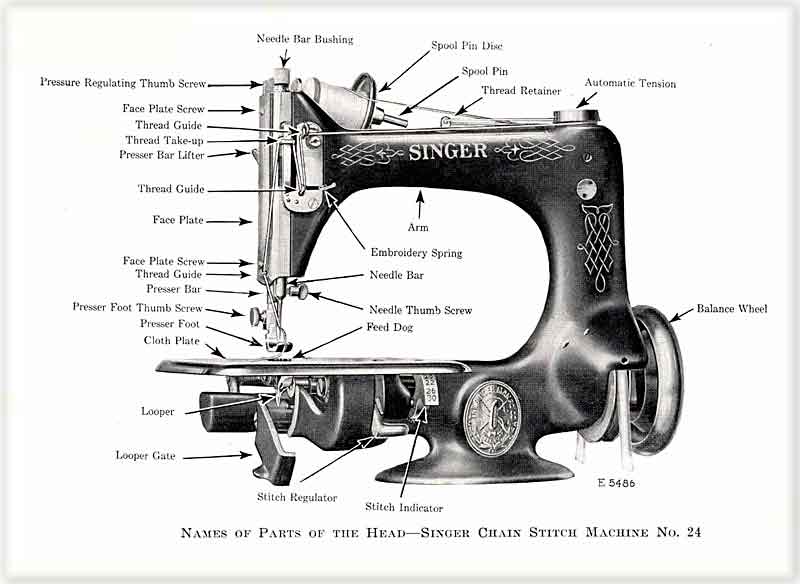 Needle Bar Bushing
Spool Pin Disc
Spool Pin
Pressure Regulating Thumb Screw
Thread Retainer
Automatic Tension
Face Plate Screw
Thread Guide
Thread Take-up
Presser Bar Lifter
SINGER
Thread Guide
Face Plate
Arm
Embroidery Spring
Face Plate Screw
Thread Guide
Needle Bar
Presser Bar
Presser Foot Thumb Screw
Needle Thumb Screw
Balance Wheel
Presser Foot
Feed Dog
Cloth Plate
22
26
30
Looper
Looper Gate
Stitch Regulator
Stitch Indicator
E 5486
NAMES OF PARTS OF THE HEAD—SINGER CHAIN STITCH MACHINE NO. 24